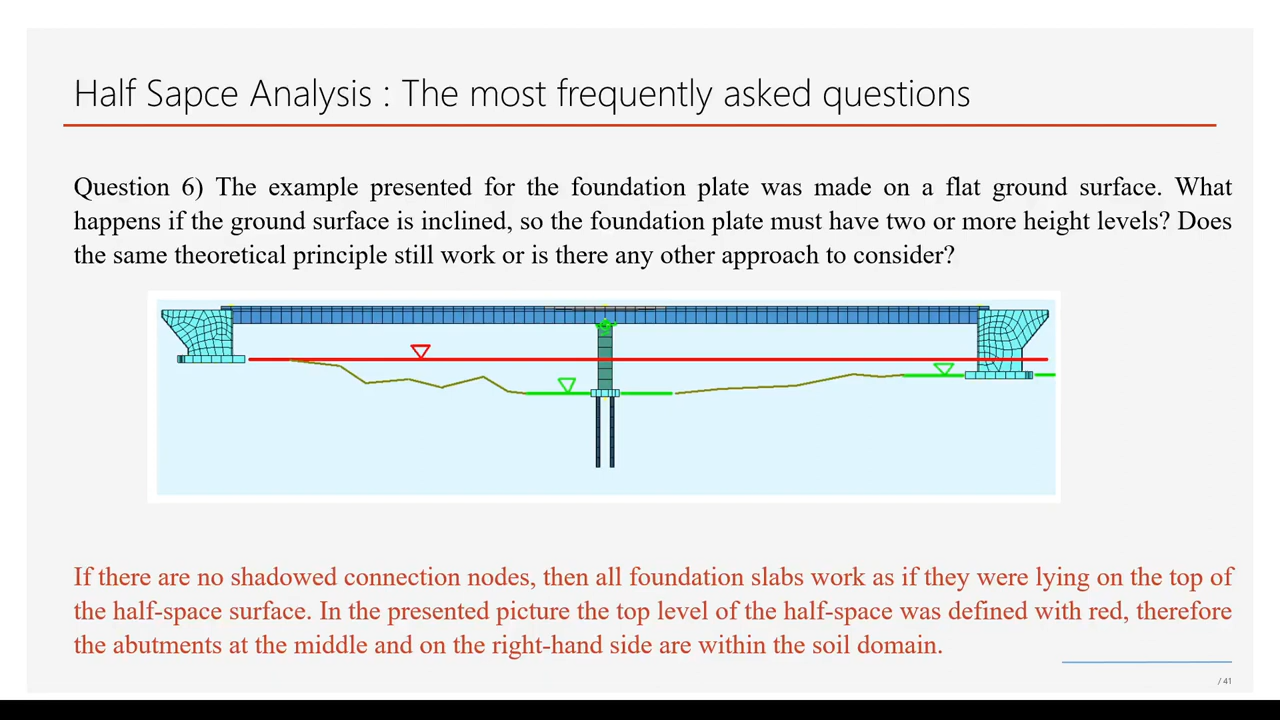 Half Sapce Analysis : The most frequently asked questions
Question 6) The example presented for the foundation plate was made on a flat ground surface. What
happens if the ground surface is inclined, so the foundation plate must have two or more height levels? Does
the same theoretical principle still work or is there any other approach to consider?
If there are no shadowed connection nodes, then all foundation slabs work as if they were lying on the top of
the half-space surface. In the presented picture the top level of the half-space was defined with red, therefore
the abutments at the middle and on the right-hand side are within the soil domain.
/ 41